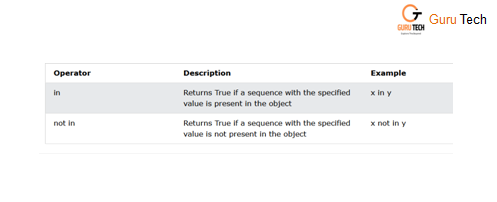 GURU TECH
Guru Tech
Operator Description Example
in Returns True if a sequence with the specified x in y
value is present in the object
not in Returns True if a sequence with the specified x not in y
value is not present in the object